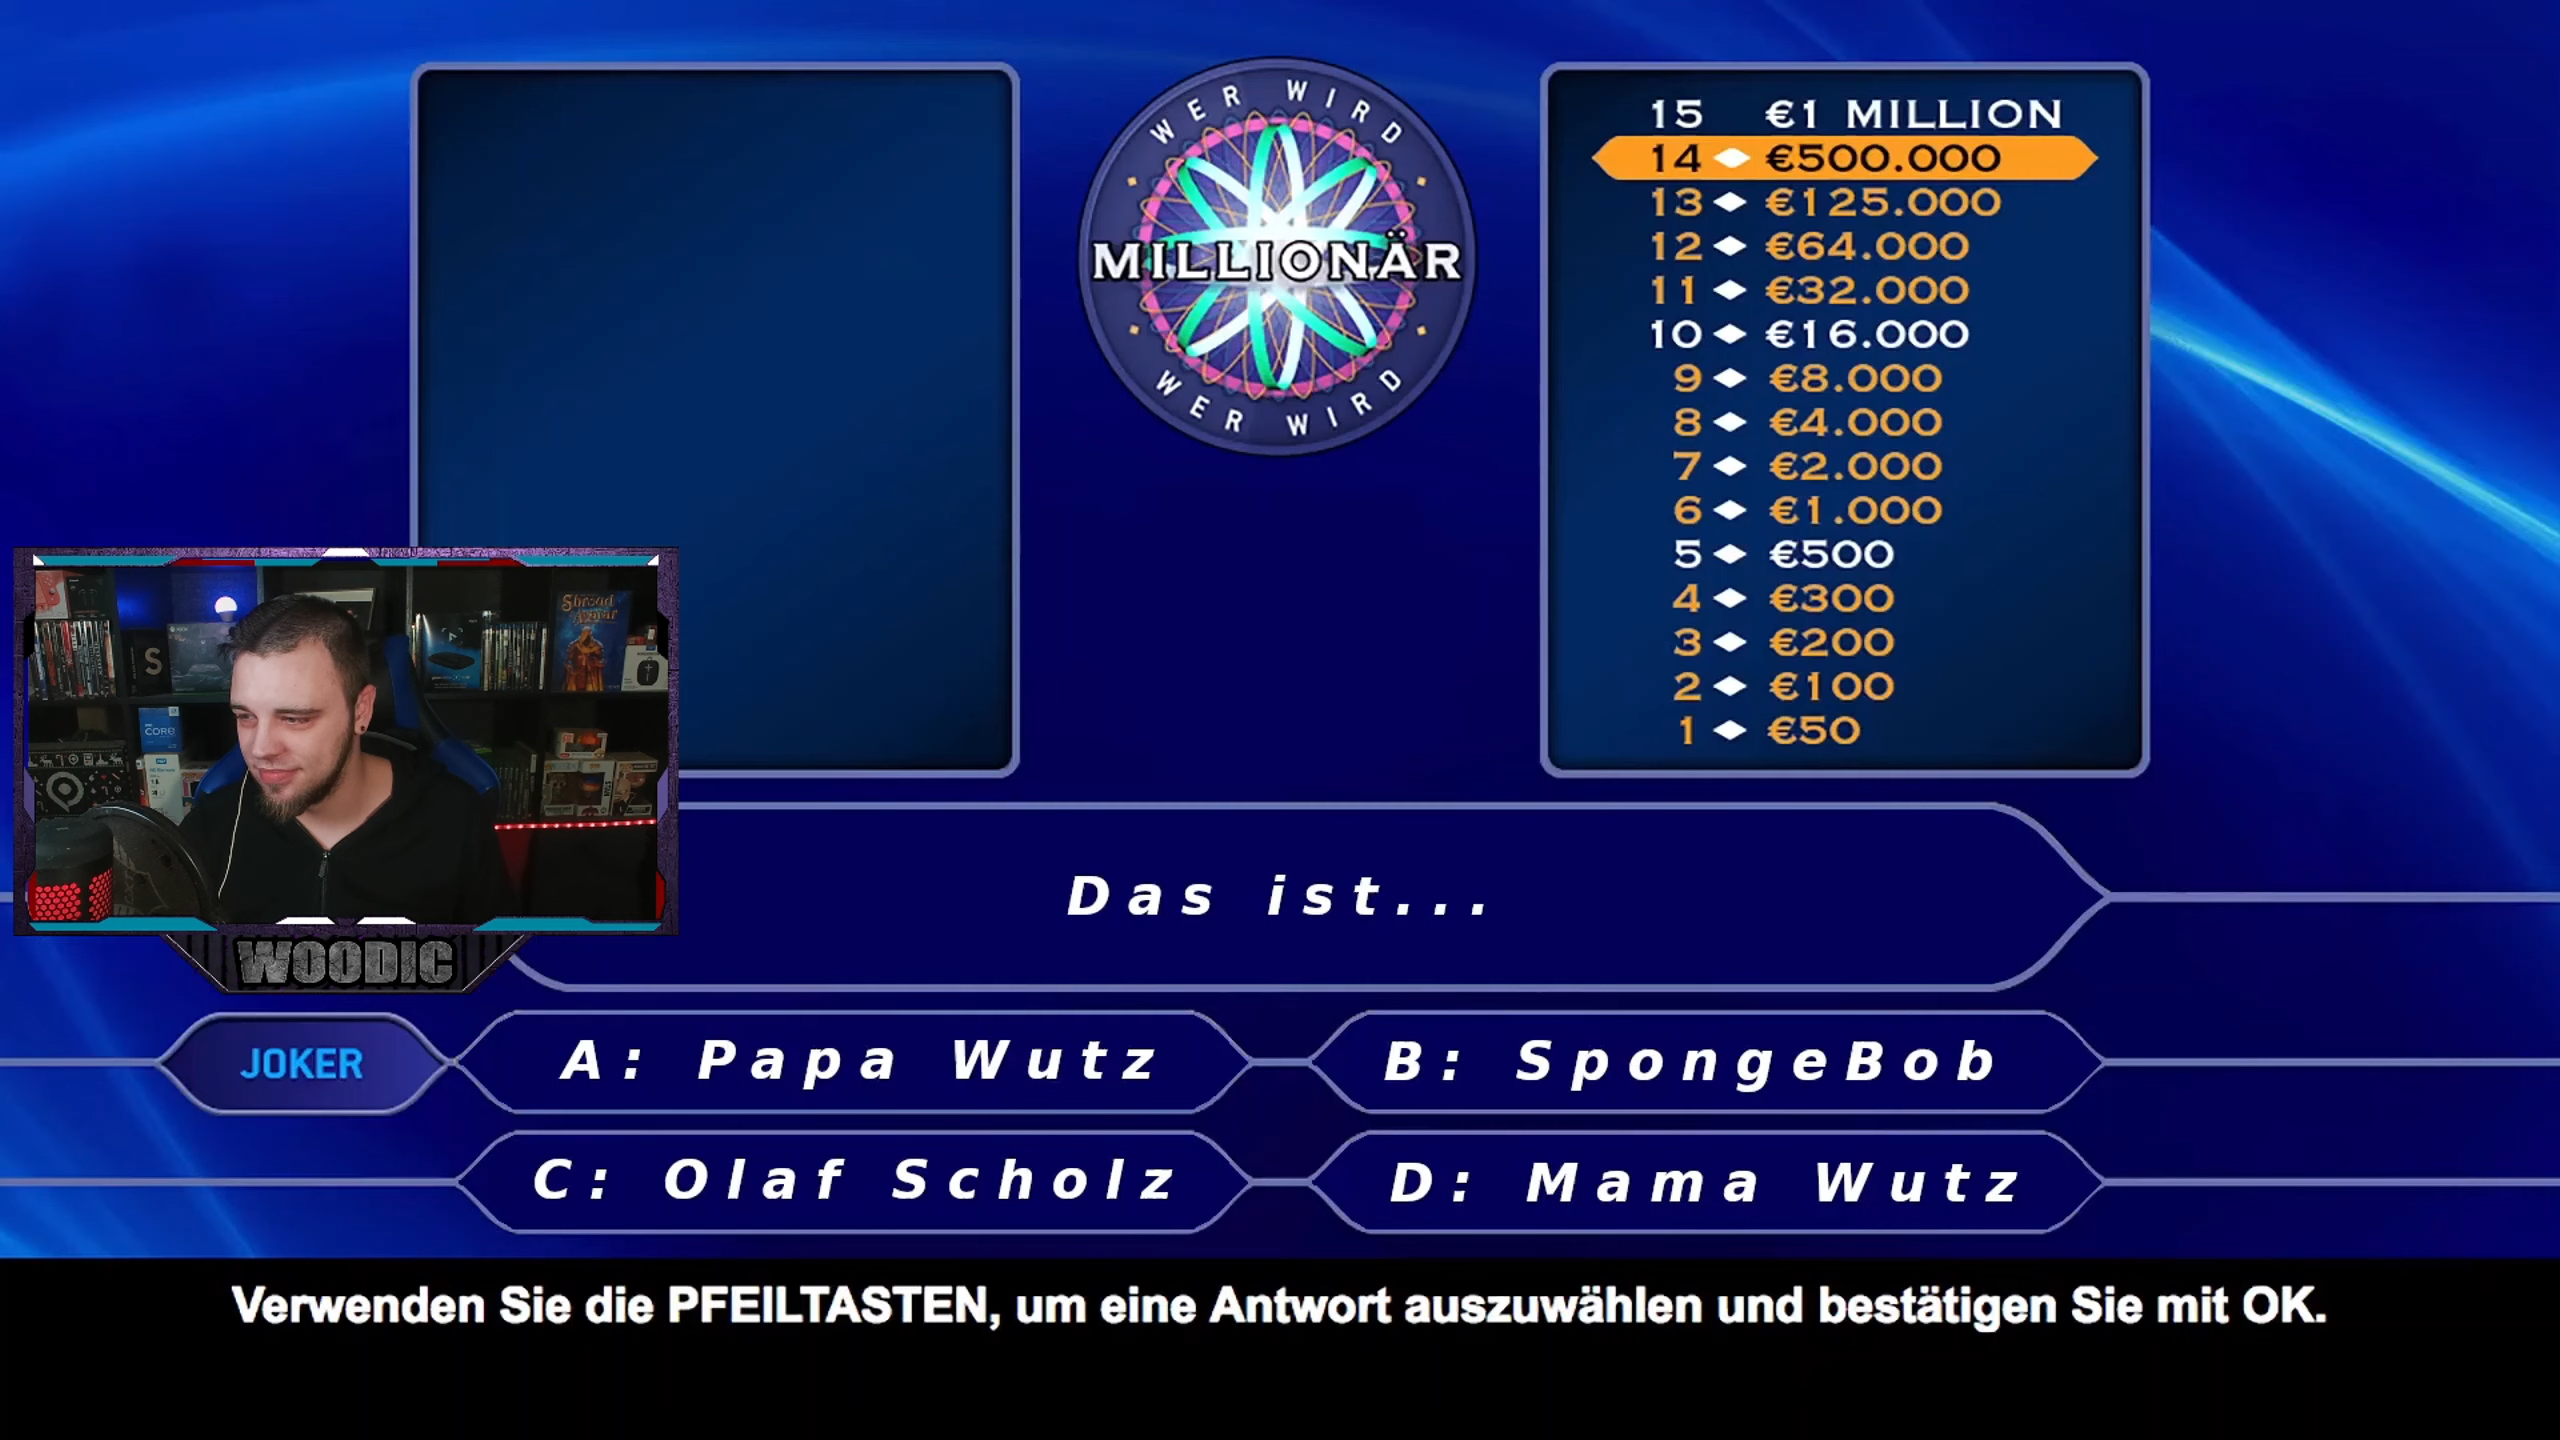 WER WIRD
MILLIONÄR
WER WIRD
15 €1 MILLION
14 ◆ €500.000
13 ◆ €125.000
12 ◆ €64.000
11 ◆ €32.000
10 ◆ €16.000
9 ◆ €8.000
8 ◆ €4.000
7 ◆ €2.000
6 ◆ €1.000
5 ◆ €500
4 ◆ €300
3 ◆ €200
2 ◆ €100
1 ◆ €50
Shroud
Avatar
S
CORE
WOODIC
Das ist...
JOKER
A: Papa Wutz
B: SpongeBob
C: Olaf Scholz
D: Mama Wutz
Verwenden Sie die PFEILTASTEN, um eine Antwort auszuwählen und bestätigen Sie mit OK.